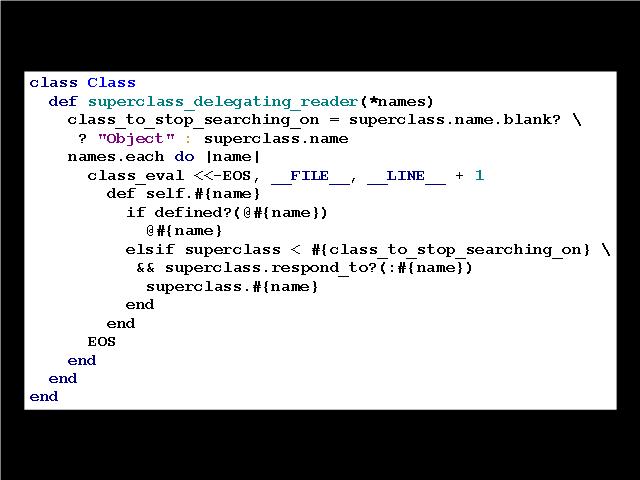 class Class
  def superclass_delegating_reader(*names)
    class_to_stop_searching_on = superclass.name.blank? \
     ? "Object" : superclass.name
    names.each do |name|
      class_eval <<-EOS, __FILE__, __LINE__ + 1
        def self.#{name}
          if defined?(@#{name})
            @#{name}
          elsif superclass < #{class_to_stop_searching_on} \
           && superclass.respond_to?(:#{name})
            superclass.#{name}
          end
        end
      EOS
    end
  end
end